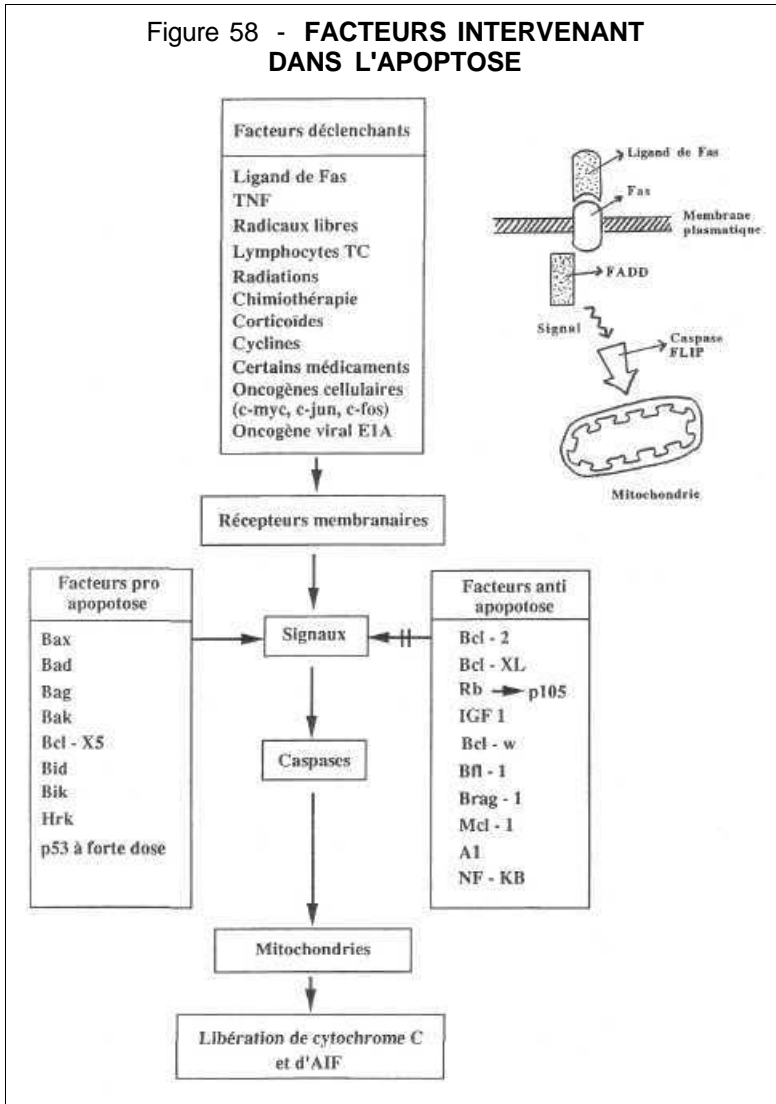 Figure 58 - FACTEURS INTERVENANT
DANS L'APOPTOSE
Facteurs déclenchants
Ligand de Fas
TNF
Radicaux libres
Lymphocytes TC
Radiations
Chimiothérapie
Corticoïdes
Cyclines
Certains médicaments
Oncogènes cellulaires
(c-myc, c-jun, c-fos)
Oncogène viral E1A
Ligand de Fas
Fas
Membrane
plasmatique
FADD
Signal
Caspase
FLIP
Mitochondrie
Récepteurs membranaires
Facteurs pro
apopotose
Bax
Bad
Bag
Bak
Bcl - X5
Bid
Bik
Hrk
p53 à forte dose
Signaux
Facteurs anti
apopotose
Bcl - 2
Bcl - XL
Rb → p105
IGF 1
Bcl - w
Bfl - 1
Brag - 1
Mcl - 1
A1
NF - KB
Caspases
Mitochondries
Libération de cytochrome C
et d'AIF